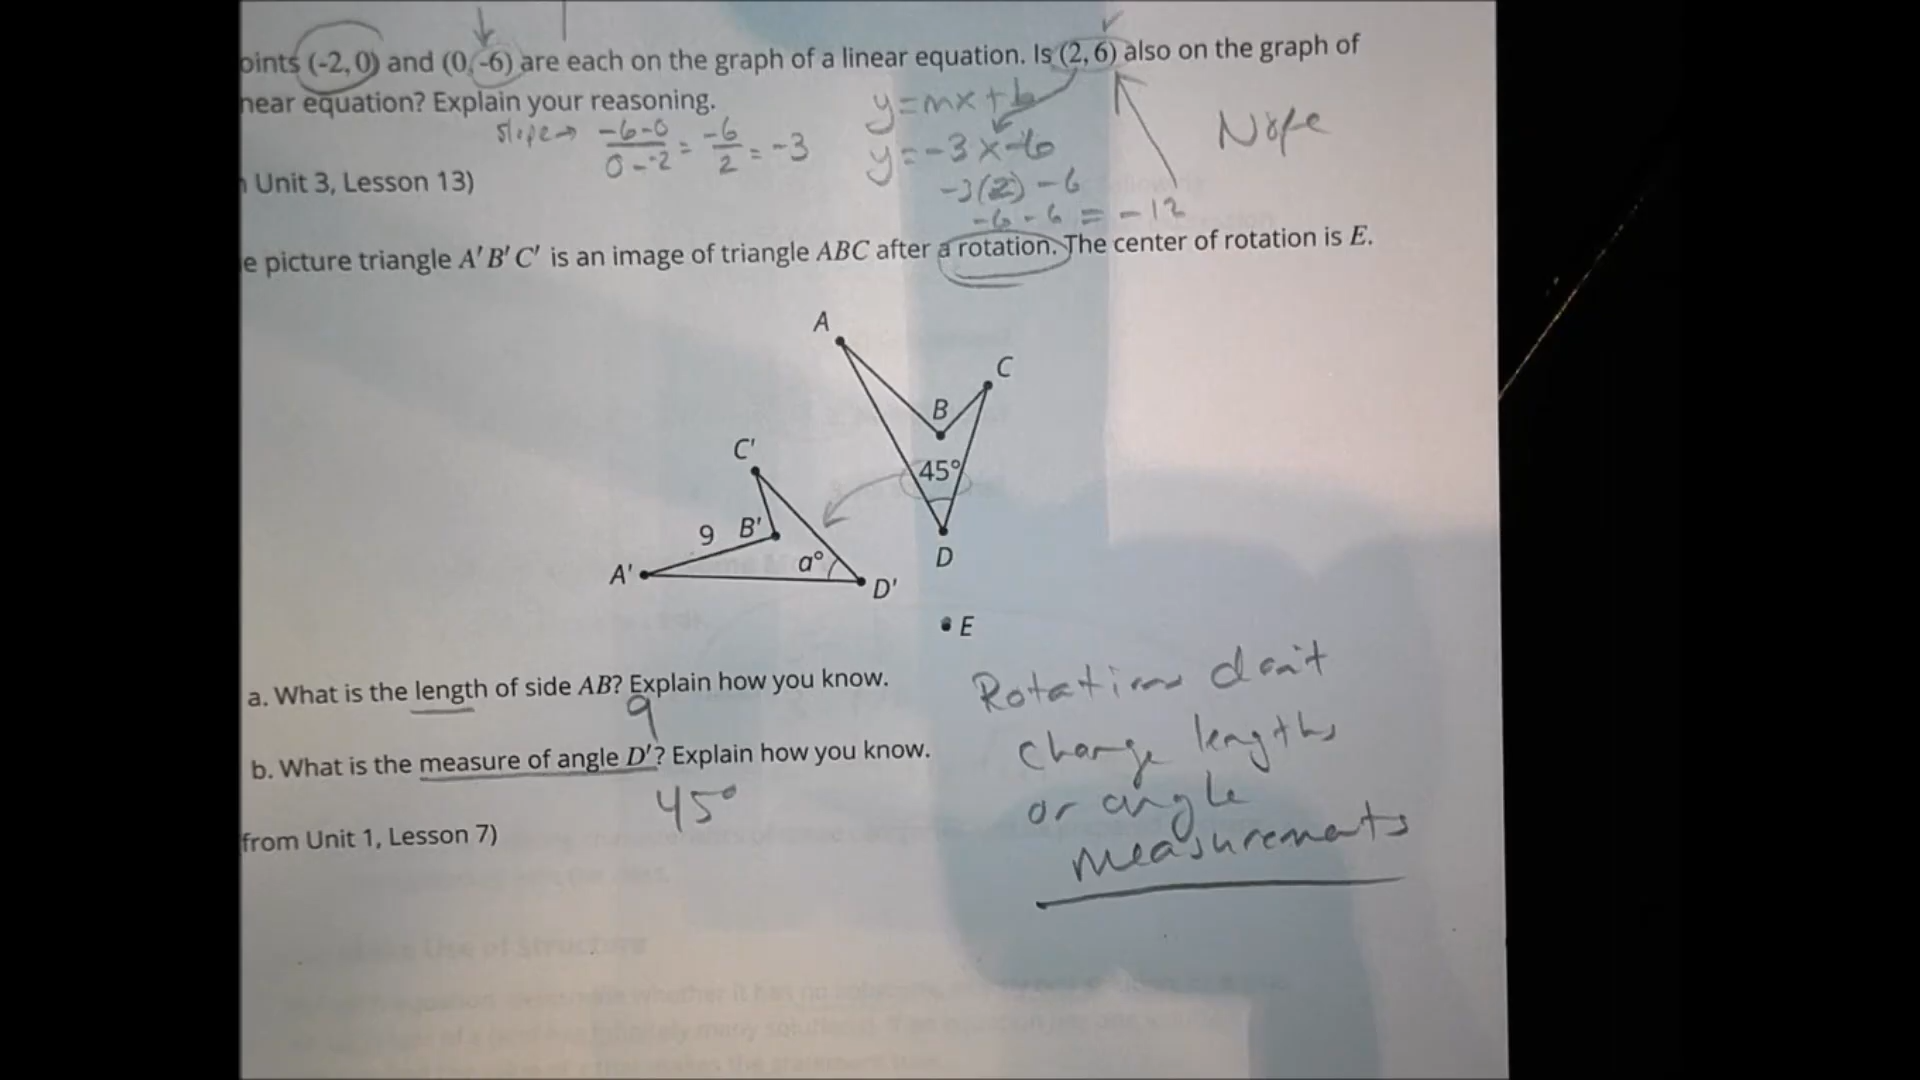 oints (-2, 0) and (0, -6) are each on the graph of a linear equation. Is (2, 6) also on the graph of
near equation? Explain your reasoning.
slope → -6-0/0--2 = -6/2 = -3
y=mx+b
y=-3x-6
-3(2)-6
-6-6=-12
Nope
Unit 3, Lesson 13)
e picture triangle A'B'C' is an image of triangle ABC after a rotation. The center of rotation is E.
A
C
B
45°
C'
9 B'
a°
D
A'
D'
E
a. What is the length of side AB? Explain how you know.
9
b. What is the measure of angle D'? Explain how you know.
45°
from Unit 1, Lesson 7)
Rotations don't
change lengths
or angle
measurements
Use of Structure